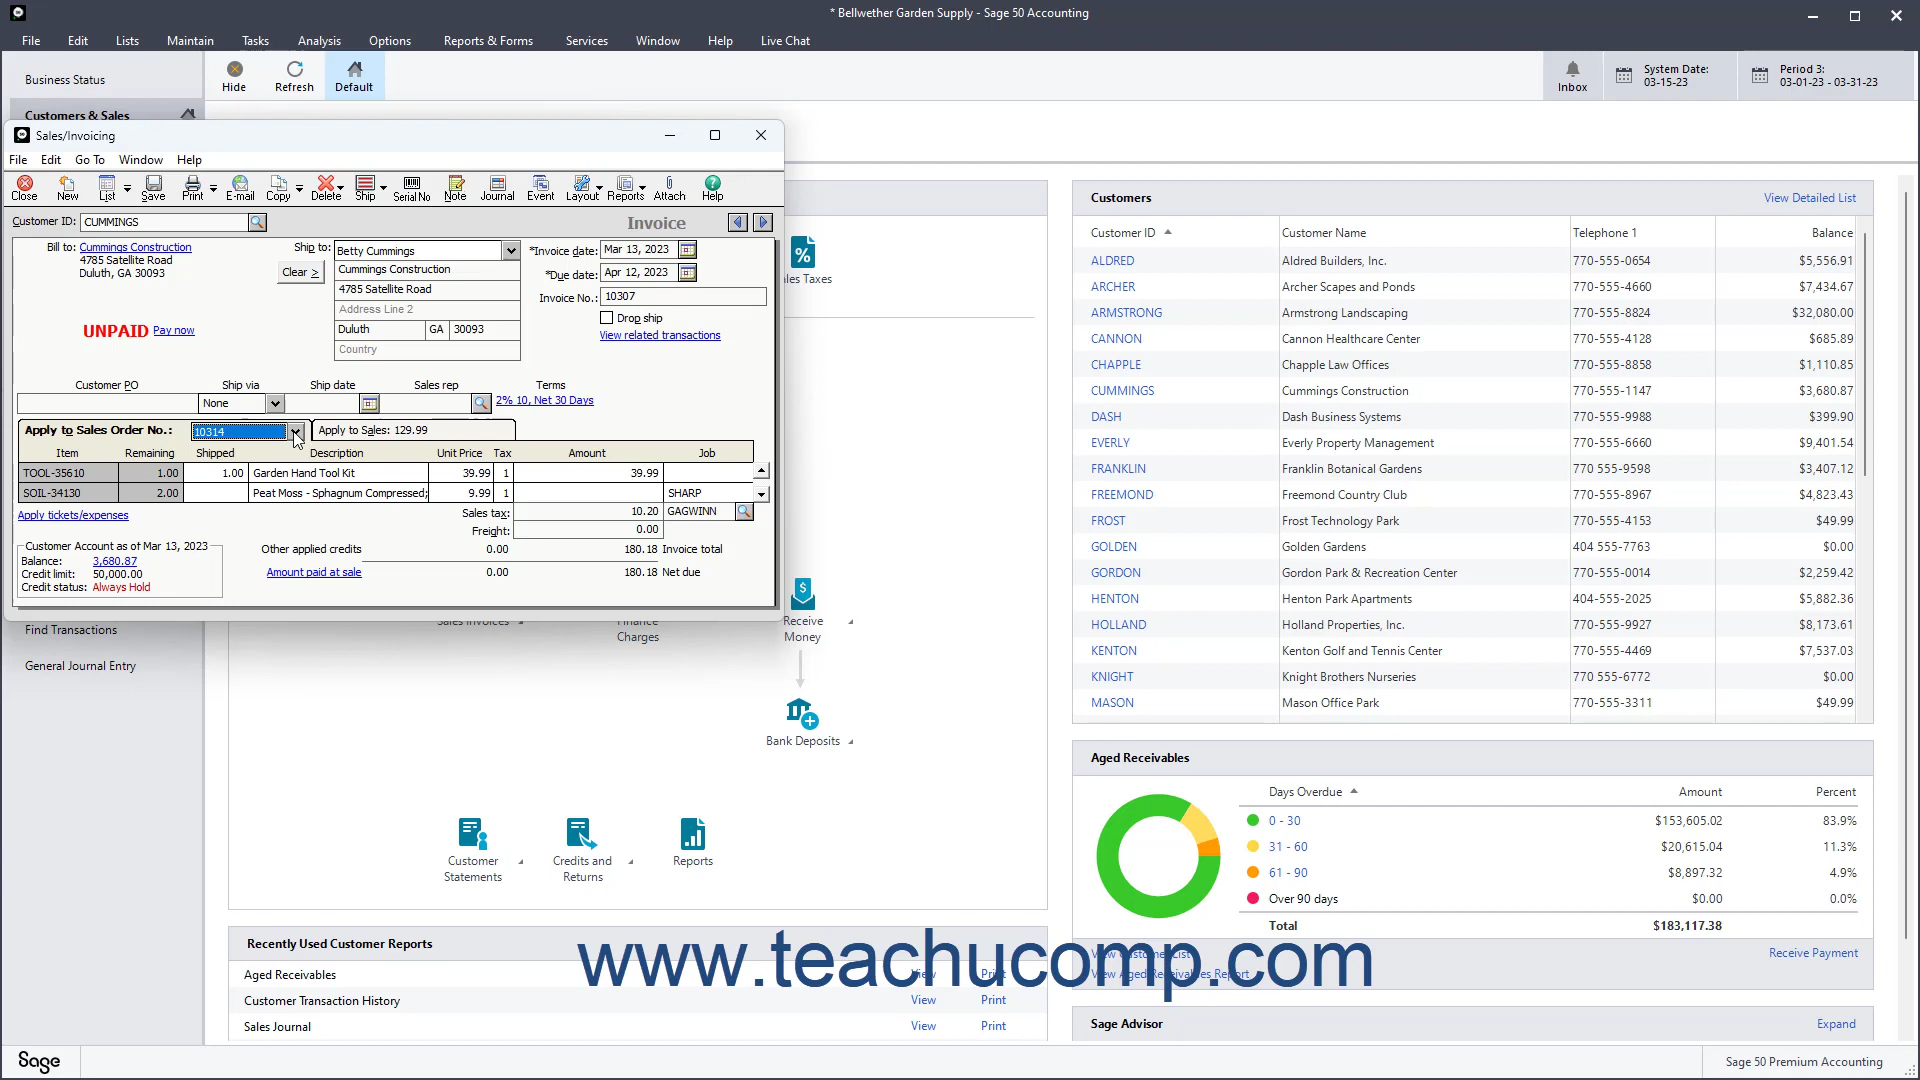 * Bellwether Garden Supply - Sage 50 Accounting
File Edit Lists Maintain Tasks Analysis Options Reports & Forms Services Window Help Live Chat
Business Status
Customers & Sales
Find Transactions
General Journal Entry
Hide Refresh Default
Inbox
System Date:
03-15-23
Period 3:
03-01-23 - 03-31-23
Sales/Invoicing
File Edit Go To Window Help
Close New List Save Print E-mail Copy Delete Ship Serial No Note Journal Event Layout Reports Attach Help
Customer ID: CUMMINGS
Invoice
Bill to: Cummings Construction
4785 Satellite Road
Duluth, GA 30093
UNPAID Pay now
Ship to: Betty Cummings
Clear >
Cummings Construction
4785 Satellite Road
Address Line 2
Duluth GA 30093
Country
*Invoice date: Mar 13, 2023
*Due date: Apr 12, 2023
Invoice No.: 10307
Drop ship
View related transactions
Customer PO Ship via Ship date Sales rep Terms
None 2% 10, Net 30 Days
Apply to Sales Order No.: 10314 Apply to Sales: 129.99
Item Remaining Shipped Description Unit Price Tax Amount Job
TOOL-35610 1.00 1.00 Garden Hand Tool Kit 39.99 1 39.99
SOIL-34130 2.00 Peat Moss - Sphagnum Compressed; 9.99 1 SHARP
Apply tickets/expenses
Sales tax: 10.20 GAGWINN
Freight: 0.00
Customer Account as of Mar 13, 2023
Balance: 3,680.87
Credit limit: 50,000.00
Credit status: Always Hold
Other applied credits 0.00 180.18 Invoice total
Amount paid at sale 0.00 180.18 Net due
les Taxes
Sales Invoices
Finance
Charges
Receive
Money
Bank Deposits
Customer
Statements
Credits and
Returns
Reports
Recently Used Customer Reports
Aged Receivables View Print
Customer Transaction History View Print
Sales Journal View Print
Customers View Detailed List
Customer ID Customer Name Telephone 1 Balance
ALDRED Aldred Builders, Inc. 770-555-0654 $5,556.91
ARCHER Archer Scapes and Ponds 770-555-4660 $7,434.67
ARMSTRONG Armstrong Landscaping 770-555-8824 $32,080.00
CANNON Cannon Healthcare Center 770-555-4128 $685.89
CHAPPLE Chapple Law Offices 770-555-8858 $1,110.85
CUMMINGS Cummings Construction 770-555-1147 $3,680.87
DASH Dash Business Systems 770-555-9988 $399.90
EVERLY Everly Property Management 770-555-6660 $9,401.54
FRANKLIN Franklin Botanical Gardens 770 555-9598 $3,407.12
FREEMOND Freemond Country Club 770-555-8967 $4,823.43
FROST Frost Technology Park 770-555-4153 $49.99
GOLDEN Golden Gardens 404 555-7763 $0.00
GORDON Gordon Park & Recreation Center 770-555-0014 $2,259.42
HENTON Henton Park Apartments 404-555-2025 $5,882.36
HOLLAND Holland Properties, Inc. 770-555-9927 $8,173.61
KENTON Kenton Golf and Tennis Center 770-555-4469 $7,537.03
KNIGHT Knight Brothers Nurseries 770 555-6772 $0.00
MASON Mason Office Park 770-555-3311 $49.99
Aged Receivables
Days Overdue Amount Percent
0 - 30 $153,605.02 83.9%
31 - 60 $20,615.04 11.3%
61 - 90 $8,897.32 4.9%
Over 90 days $0.00 0.0%
Total $183,117.38
View Customer List Receive Payment
View Aged Receivables Report
Sage Advisor Expand
www.teachucomp.com
Sage
Sage 50 Premium Accounting